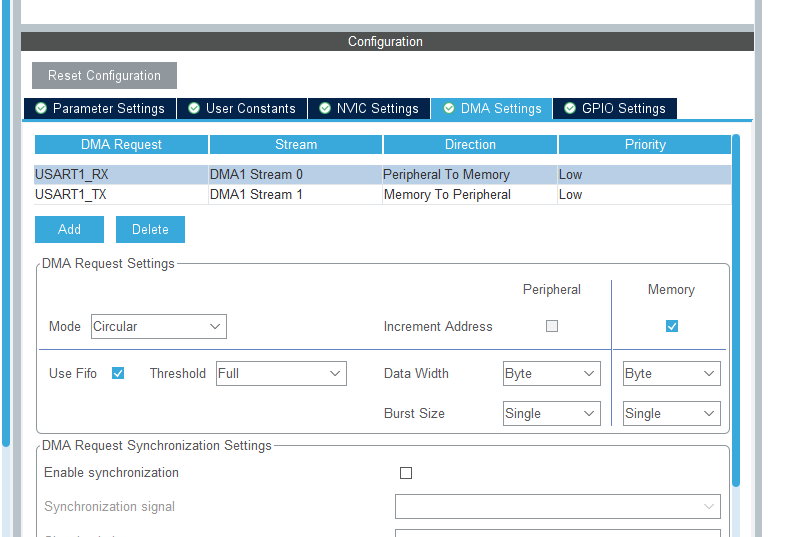 Configuration
Reset Configuration
Parameter Settings User Constants NVIC Settings DMA Settings GPIO Settings
DMA Request Stream Direction Priority
USART1_RX DMA1 Stream 0 Peripheral To Memory Low
USART1_TX DMA1 Stream 1 Memory To Peripheral Low
Add Delete
DMA Request Settings
Peripheral Memory
Mode Circular Increment Address
Use Fifo Threshold Full Data Width Byte Byte
Burst Size Single Single
DMA Request Synchronization Settings
Enable synchronization
Synchronization signal